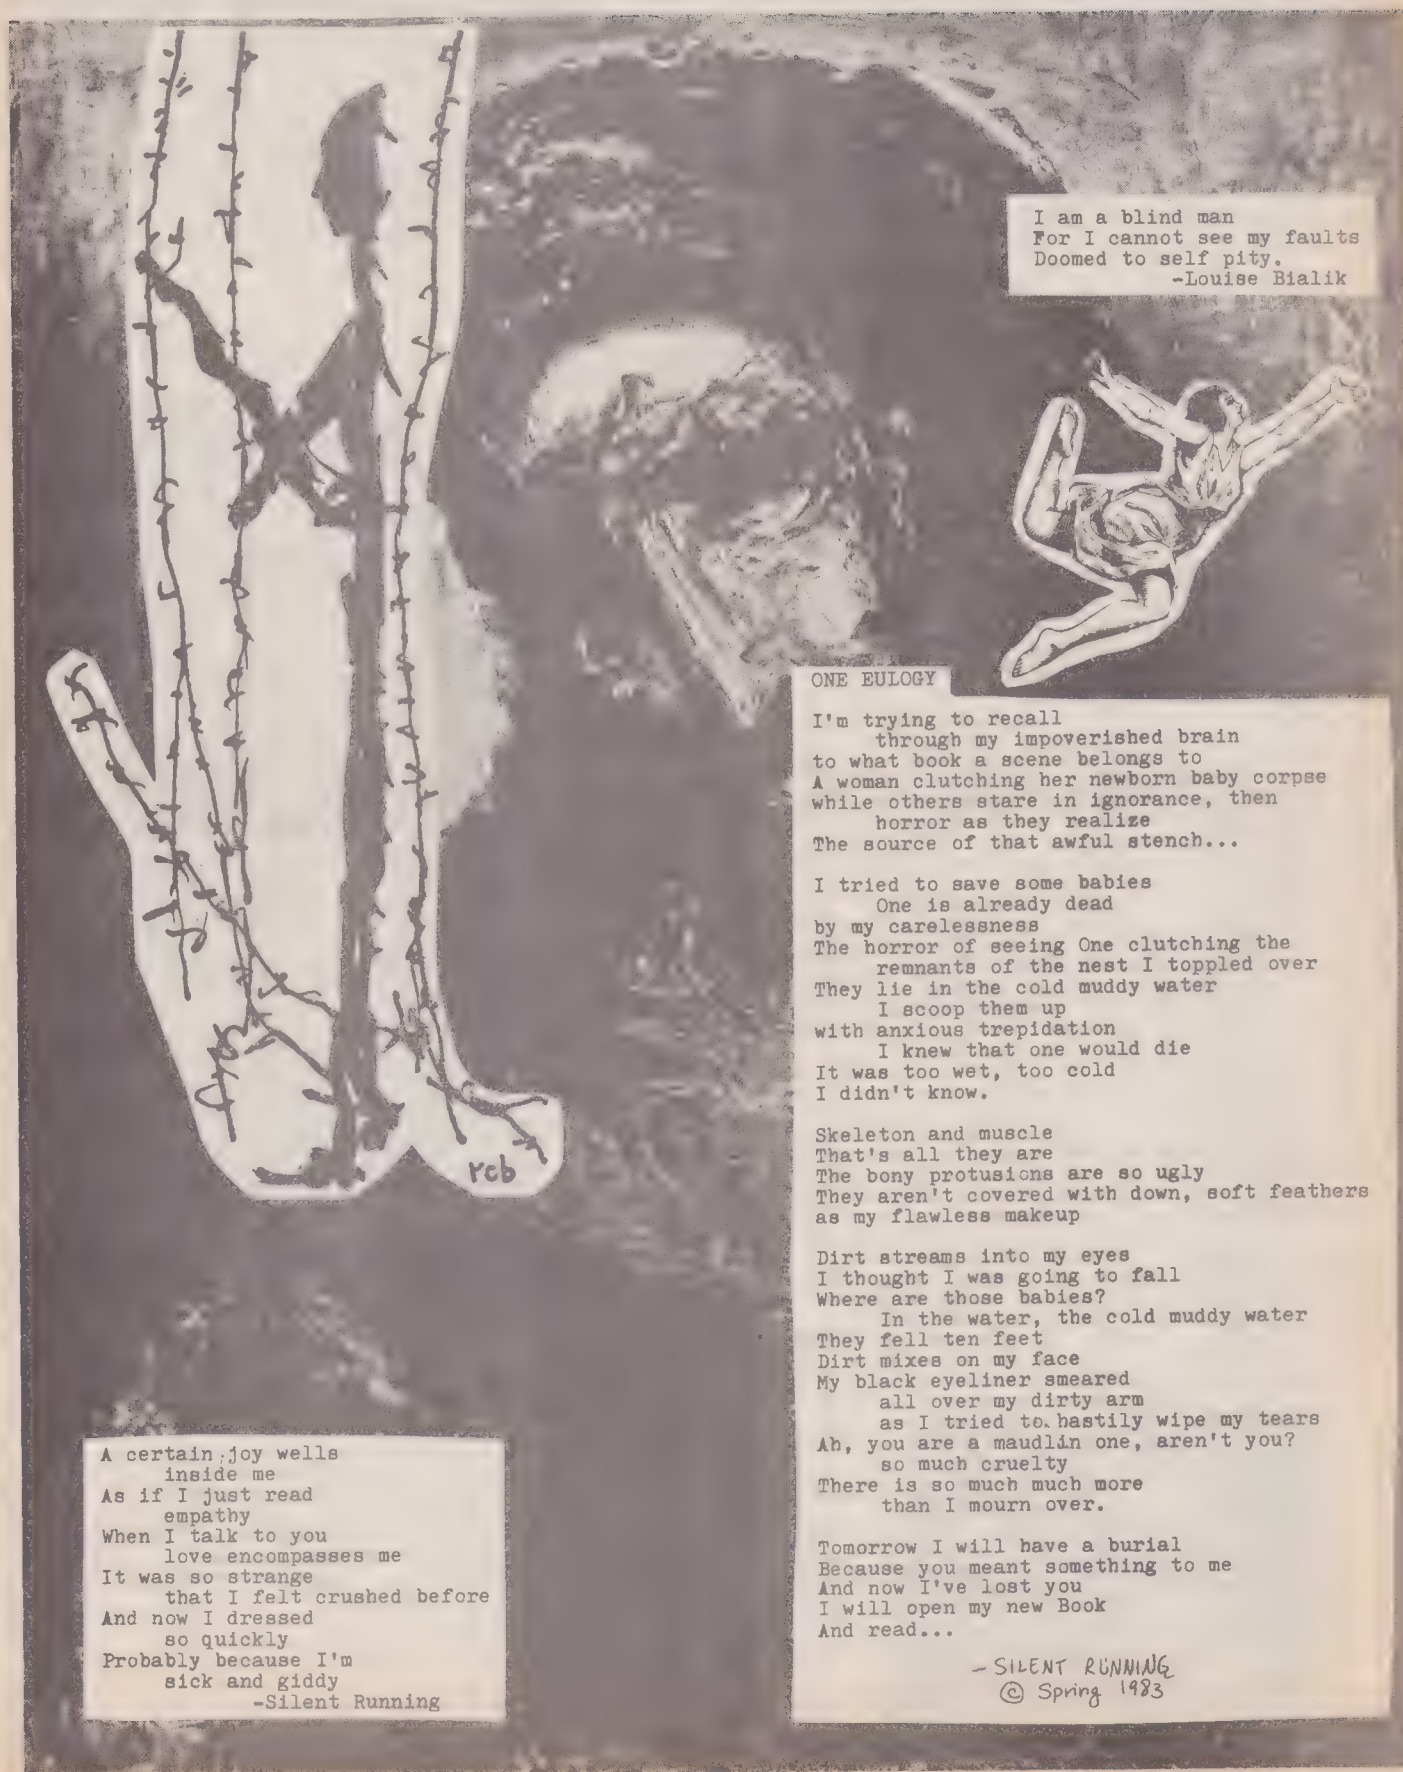 I am a blind man
For I cannot see my faults
Doomed to self pity.
-Louise Bialik
ONE EULOGY
I'm trying to recall
through my impoverished brain
to what book a scene belongs to
A woman clutching her newborn baby corpse
while others stare in ignorance, then
horror as they realize
The source of that awful stench...
I tried to save some babies
One is already dead
by my carelessness
The horror of seeing One clutching the
remnants of the nest I toppled over
They lie in the cold muddy water
I scoop them up
with anxious trepidation
I knew that one would die
It was too wet, too cold
I didn't know.
Skeleton and muscle
That's all they are
The bony protusions are so ugly
They aren't covered with down, soft feathers
as my flawless makeup
Dirt streams into my eyes
I thought I was going to fall
Where are those babies?
In the water, the cold muddy water
They fell ten feet
Dirt mixes on my face
My black eyeliner smeared
all over my dirty arm
as I tried to hastily wipe my tears
Ah, you are a maudlin one, aren't you?
so much cruelty
There is so much much more
than I mourn over.
Tomorrow I will have a burial
Because you meant something to me
And now I've lost you
I will open my new Book
And read...
- SILENT RUNNING
© Spring 1983
rcb
A certain joy wells
inside me
As if I just read
empathy
When I talk to you
love encompasses me
It was so strange
that I felt crushed before
And now I dressed
so quickly
Probably because I'm
sick and giddy
-Silent Running